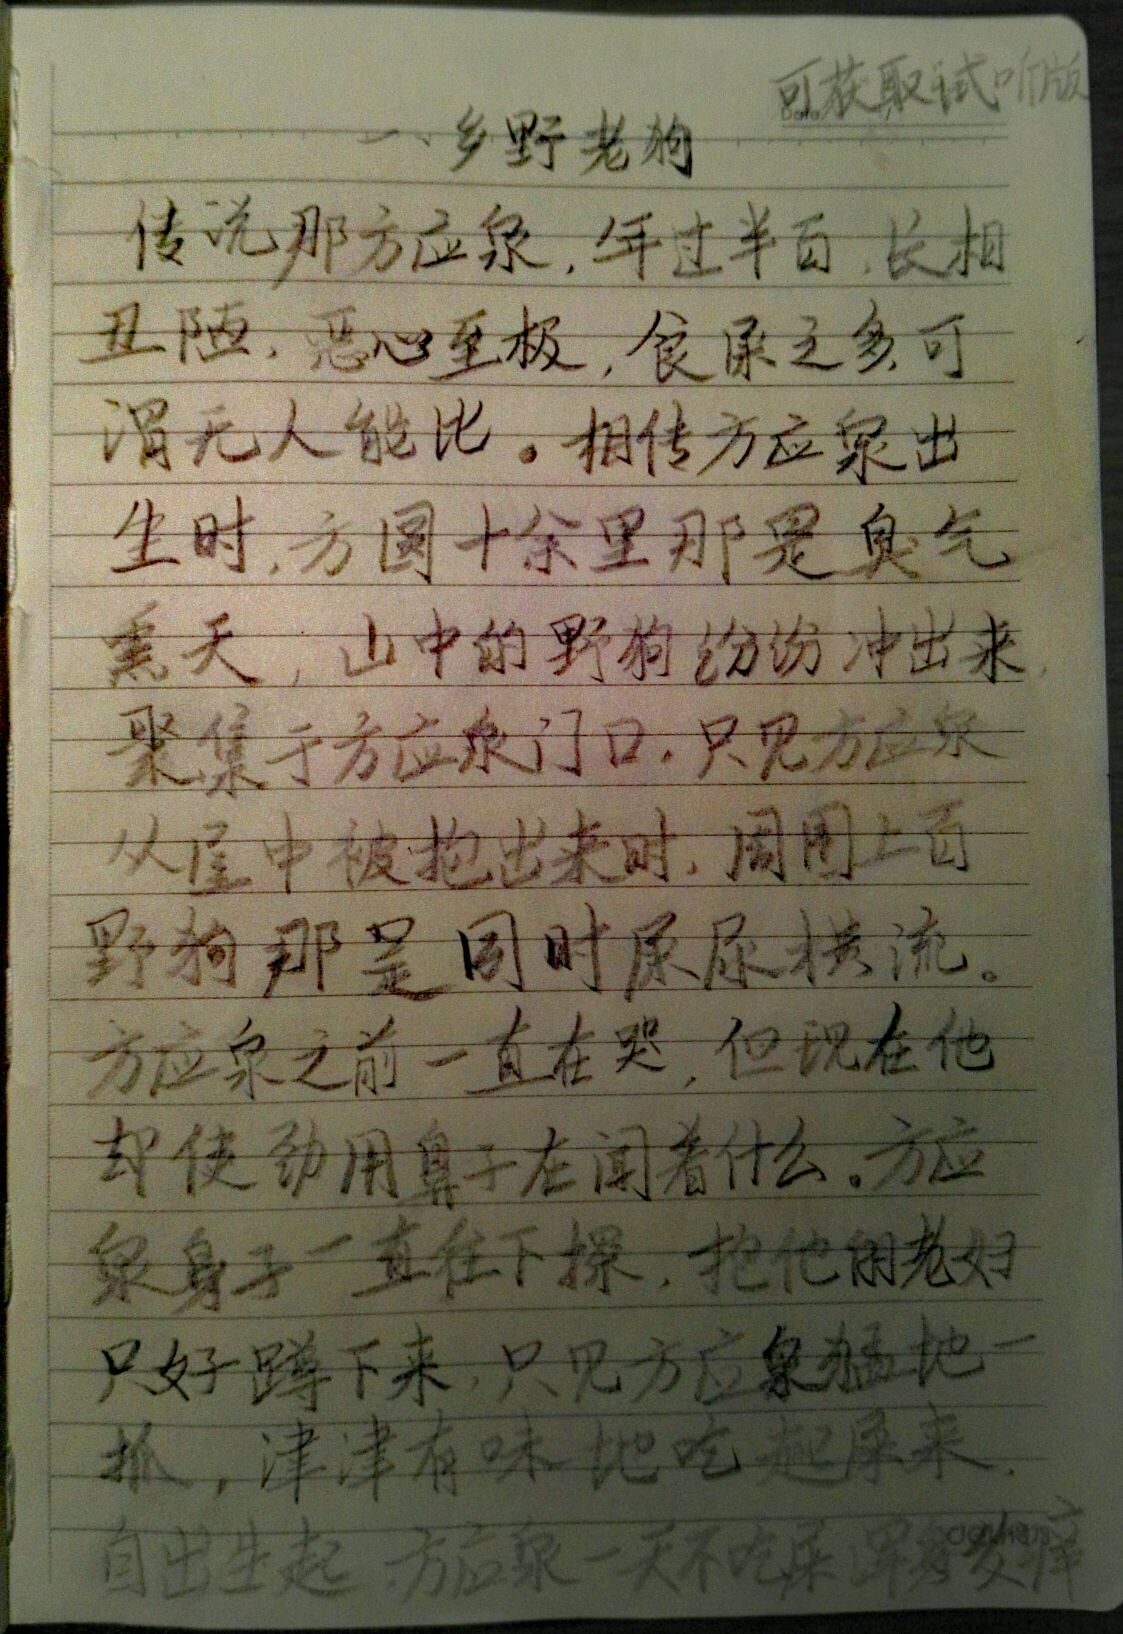 可获取试听版
一、乡野老狗
传说那方应泉，年过半百，长相
丑陋，恶心至极，食屎之多，可
谓无人能比。相传方应泉出
生时，方圆十余里那是臭气
熏天，山中的野狗纷纷冲出来，
聚集于方应泉门口，只见方应泉
从屋中被抱出来时，周围上百
野狗那是同时屎尿横流。
方应泉之前一直在哭，但现在他
却使劲用鼻子在闻着什么。方应
泉身子一直往下探，抱他的老妇
只好蹲下来，只见方应泉猛地一
抓，津津有味地吃起屎来，
自出生起，方应泉一天不吃屎浑身发痒